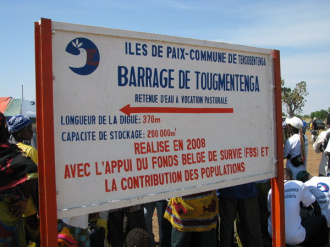 ILES DE PAIX-COMMUNE DE TENSOBENTENGA
BARRAGE DE TOUGMENTENGA
RETENUE D'EAU A VOCATION PASTORALE
LONGUEUR DE LA DIGUE: 370m
CAPACITE DE STOCKAGE: 260 000m³
REALISE EN 2008
AVEC L'APPUI DU FONDS BELGE DE SURVIE (FBS) ET
LA CONTRIBUTION DES POPULATIONS